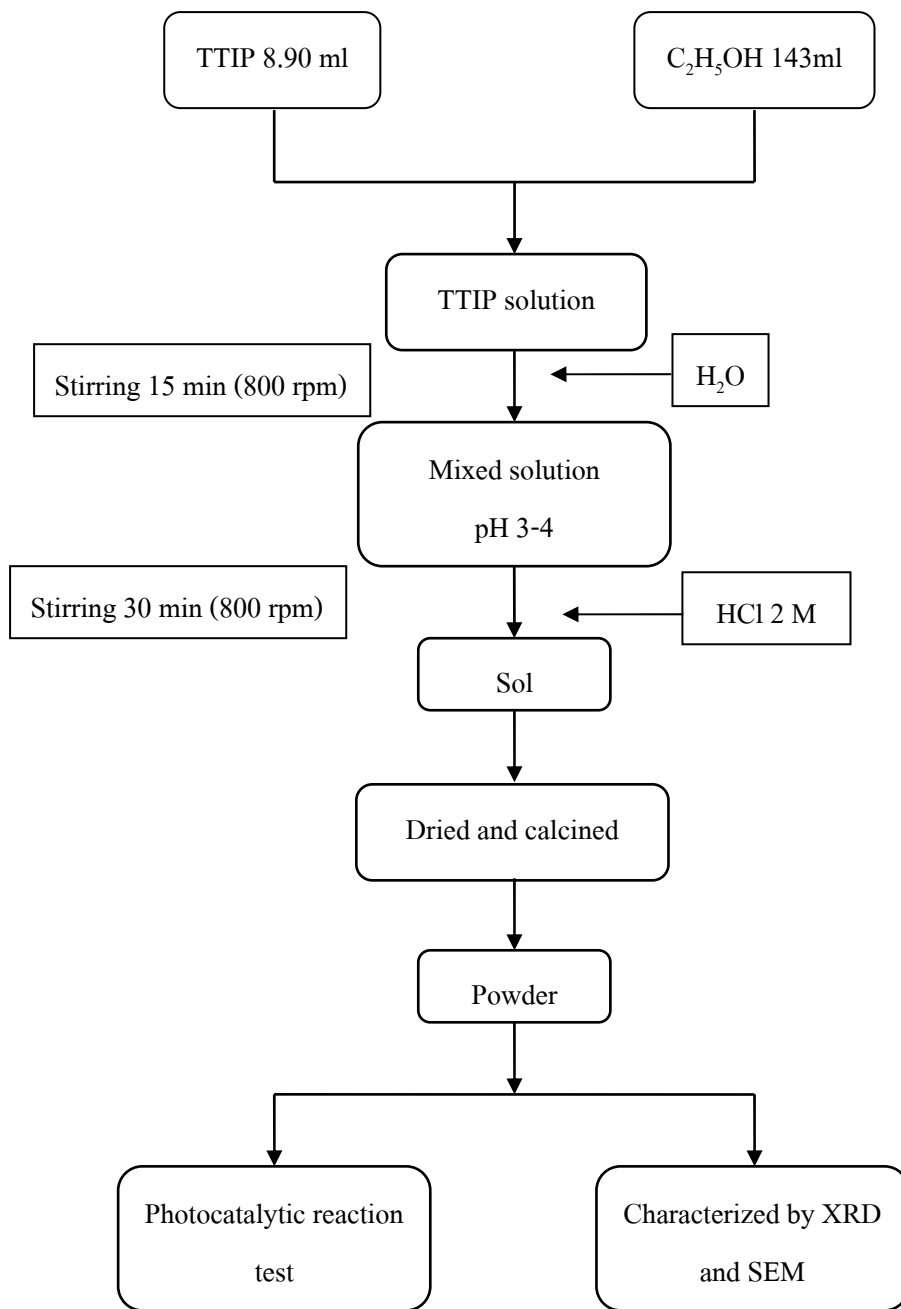 TTIP 8.90 ml
C₂H₅OH 143ml
TTIP solution
Stirring 15 min (800 rpm)
H₂O
Mixed solution
pH 3-4
Stirring 30 min (800 rpm)
HCl 2 M
Sol
Dried and calcined
Powder
Photocatalytic reaction
test
Characterized by XRD
and SEM